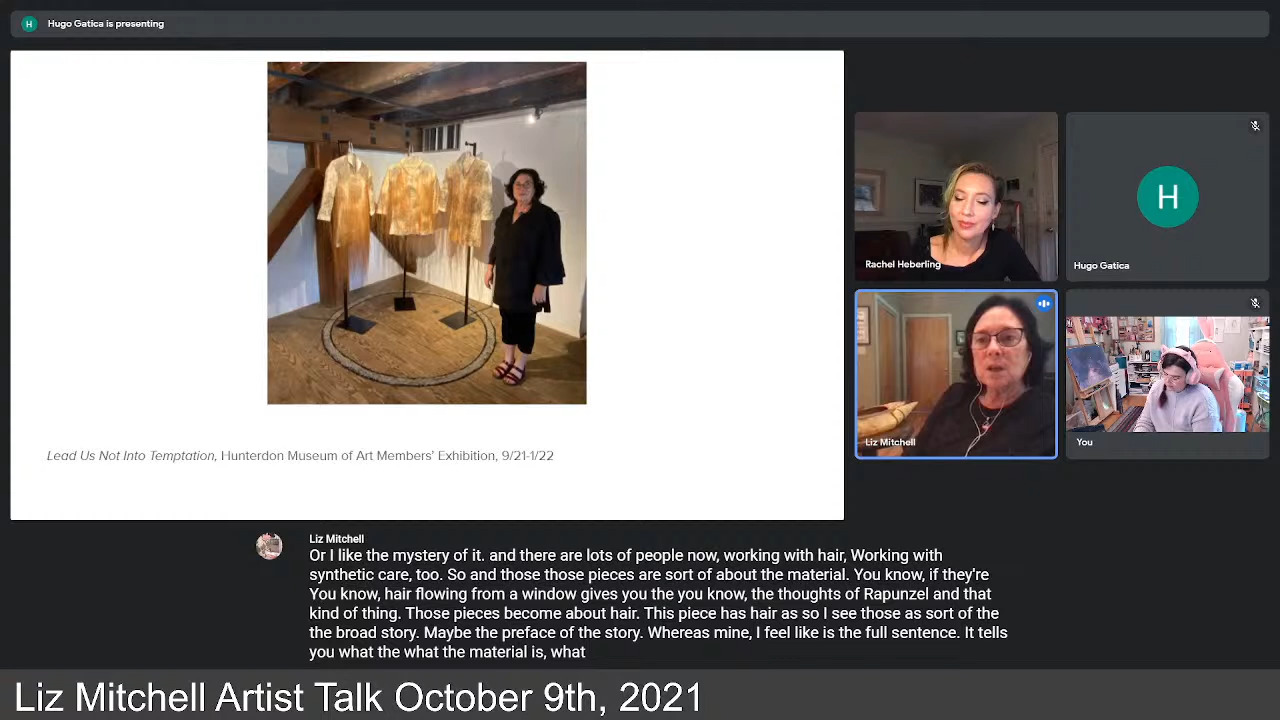 H Hugo Gatica is presenting
Lead Us Not Into Temptation, Hunterdon Museum of Art Members' Exhibition, 9/21-1/22
Rachel Heberling
H
Hugo Gatica
Liz Mitchell
You
Liz Mitchell
Or I like the mystery of it. and there are lots of people now, working with hair, Working with
synthetic care, too. So and those those pieces are sort of about the material. You know, if they're
You know, hair flowing from a window gives you the you know, the thoughts of Rapunzel and that
kind of thing. Those pieces become about hair. This piece has hair as so I see those as sort of the
the broad story. Maybe the preface of the story. Whereas mine, I feel like is the full sentence. It tells
you what the what the material is, what
Liz Mitchell Artist Talk October 9th, 2021